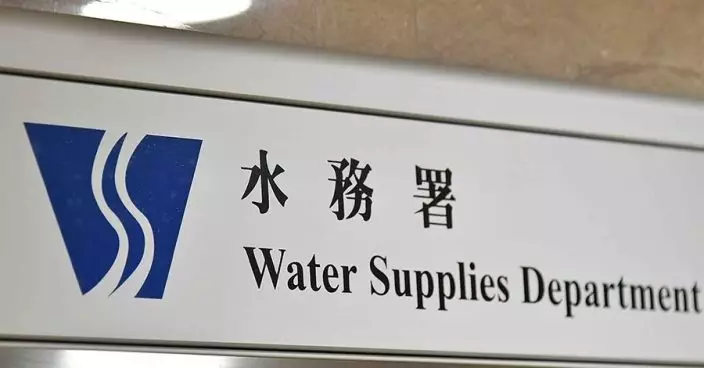 水務署
Water Supplies Department